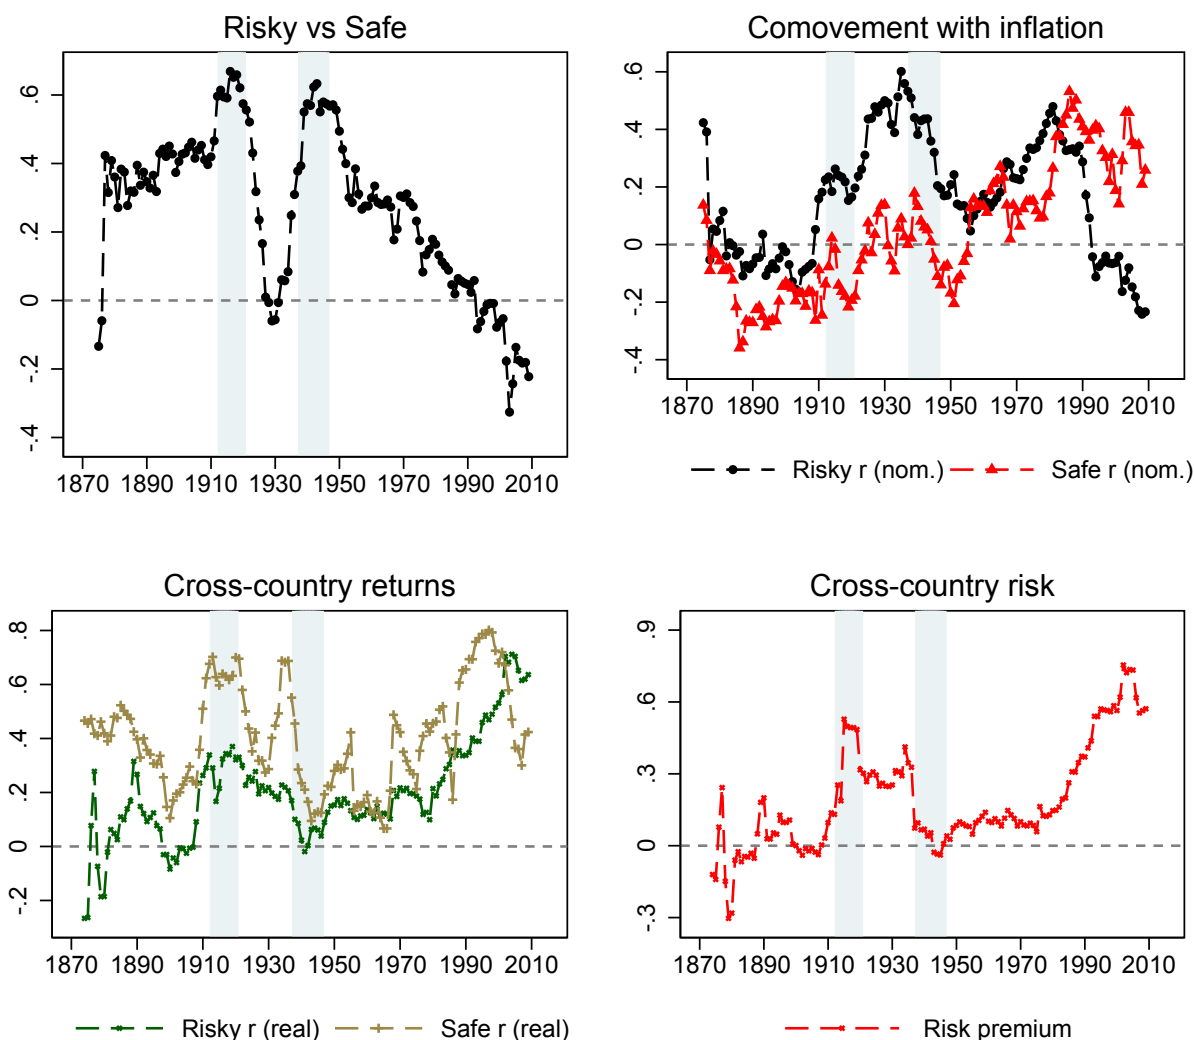 Risky vs Safe
.6
.4
.2
0
-.2
-.4
1870 1890 1910 1930 1950 1970 1990 2010
Comovement with inflation
.6
.4
.2
0
-.2
-.4
1870 1890 1910 1930 1950 1970 1990 2010
Risky r (nom.) Safe r (nom.)
Cross-country returns
.8
.6
.4
.2
0
-.2
1870 1890 1910 1930 1950 1970 1990 2010
Risky r (real) Safe r (real)
Cross-country risk
.9
.6
.3
0
-.3
1870 1890 1910 1930 1950 1970 1990 2010
Risk premium